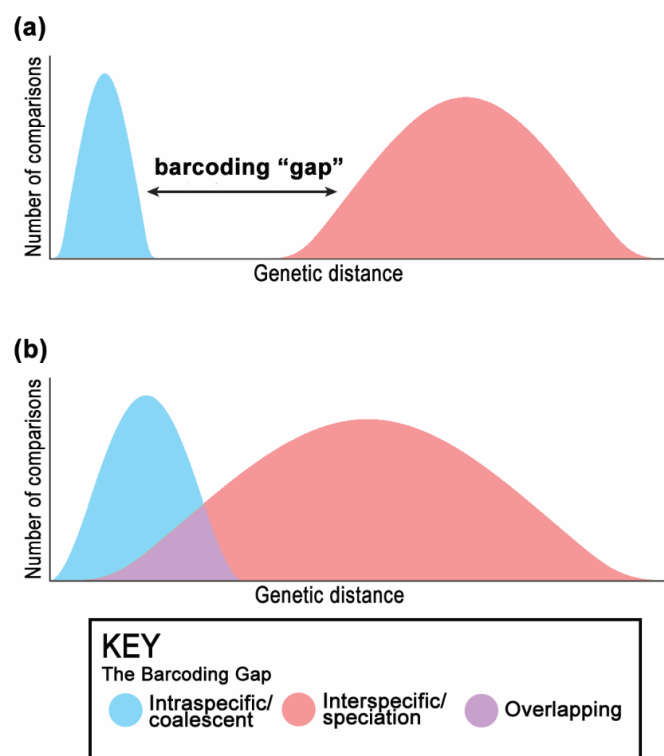 (a)
Number of comparisons
barcoding “gap”
Genetic distance
(b)
Number of comparisons
Genetic distance
KEY
The Barcoding Gap
Intraspecific/
coalescent
Interspecific/
speciation
Overlapping